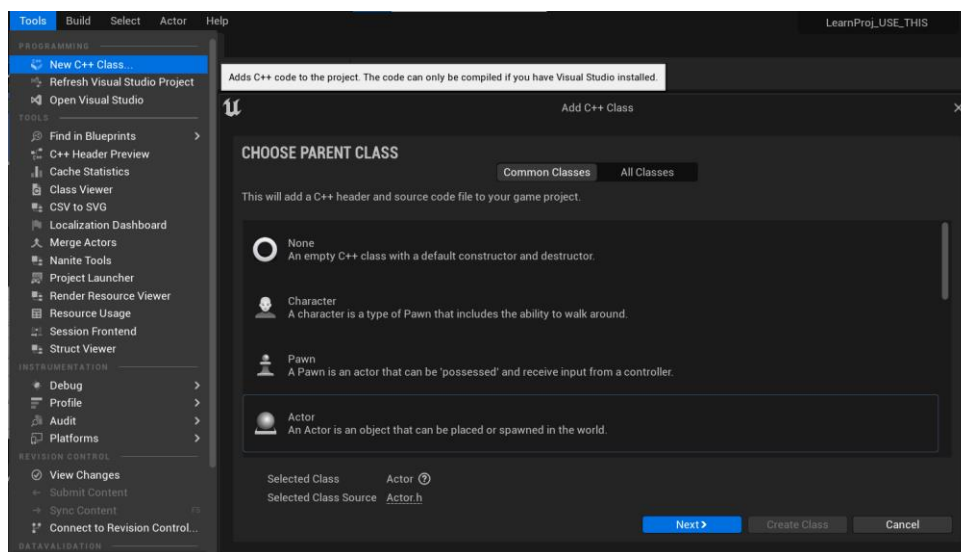 Tools Build Select Actor Help
LearnProj_USE_THIS
PROGRAMMING
New C++ Class...
Refresh Visual Studio Project
Open Visual Studio
TOOLS
Find in Blueprints
C++ Header Preview
Cache Statistics
Class Viewer
CSV to SVG
Localization Dashboard
Merge Actors
Nanite Tools
Project Launcher
Render Resource Viewer
Resource Usage
Session Frontend
Struct Viewer
INSTRUMENTATION
Debug
Profile
Audit
Platforms
REVISION CONTROL
View Changes
Submit Content
Sync Content F5
Connect to Revision Control...
DATAVALIDATION
Adds C++ code to the project. The code can only be compiled if you have Visual Studio installed.
Add C++ Class
CHOOSE PARENT CLASS
Common Classes All Classes
This will add a C++ header and source code file to your game project.
None
An empty C++ class with a default constructor and destructor.
Character
A character is a type of Pawn that includes the ability to walk around.
Pawn
A Pawn is an actor that can be 'possessed' and receive input from a controller.
Actor
An Actor is an object that can be placed or spawned in the world.
Selected Class Actor
Selected Class Source Actor.h
Next Create Class Cancel